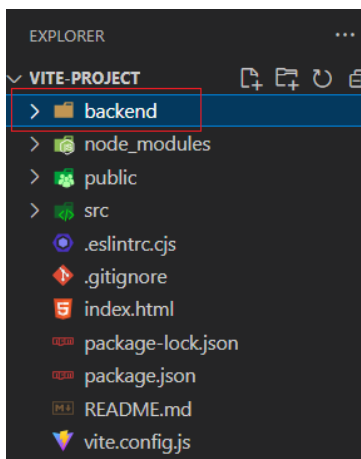 EXPLORER
VITE-PROJECT
backend
node_modules
public
src
.eslintrc.cjs
.gitignore
index.html
package-lock.json
package.json
README.md
vite.config.js